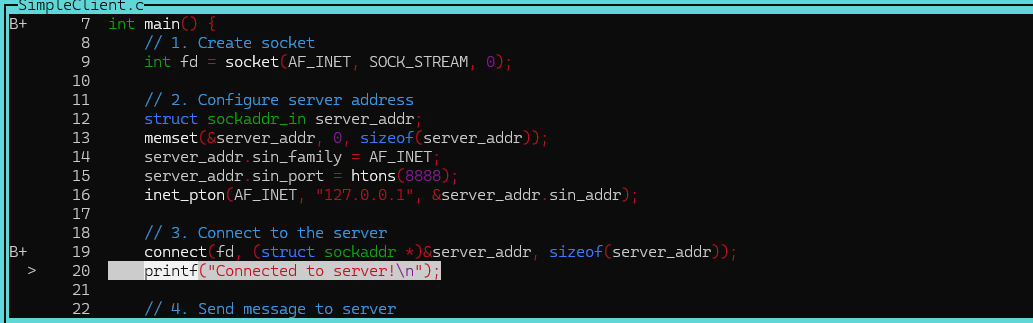 SimpleClient.c
B+ 7 int main() {
8 // 1. Create socket
9 int fd = socket(AF_INET, SOCK_STREAM, 0);
10
11 // 2. Configure server address
12 struct sockaddr_in server_addr;
13 memset(&server_addr, 0, sizeof(server_addr));
14 server_addr.sin_family = AF_INET;
15 server_addr.sin_port = htons(8888);
16 inet_pton(AF_INET, "127.0.0.1", &server_addr.sin_addr);
17
18 // 3. Connect to the server
B+ 19 connect(fd, (struct sockaddr *)&server_addr, sizeof(server_addr));
> 20 printf("Connected to server!\n");
21
22 // 4. Send message to server